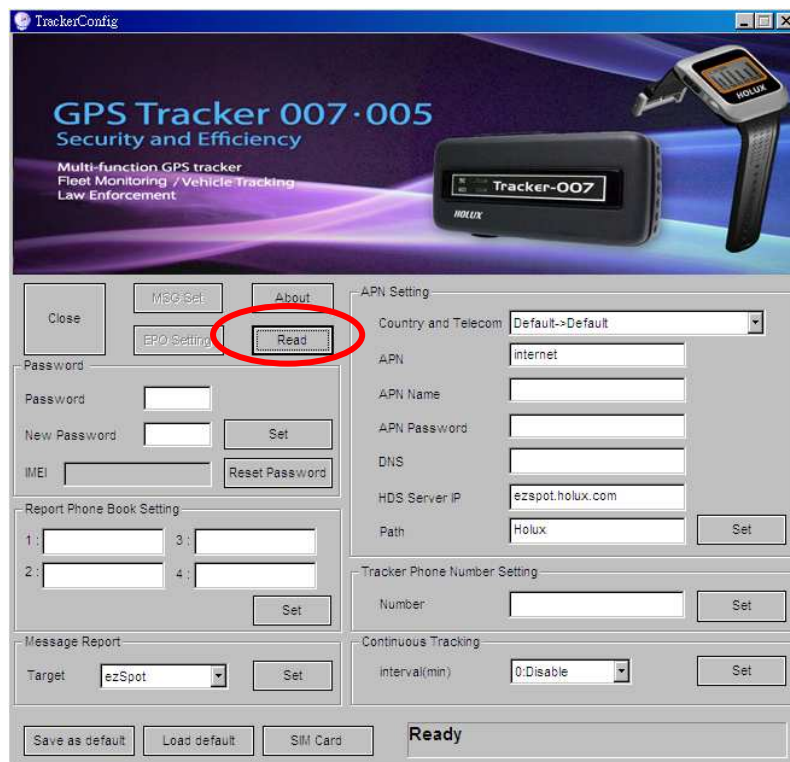 TrackerConfig
GPS Tracker 007·005
Security and Efficiency
Multi-function GPS tracker
Fleet Monitoring / Vehicle Tracking
Law Enforcement
HOLUX
Tracker-007
HOLUX
Close
MSG Set
About
EPO Setting
Read
Password
Password
New Password
Set
IMEI
Reset Password
Report Phone Book Setting
1 :
3 :
2 :
4 :
Set
Message Report
Target
ezSpot
Set
APN Setting
Country and Telecom
Default->Default
APN
internet
APN Name
APN Password
DNS
HDS Server IP
ezspot.holux.com
Path
Holux
Set
Tracker Phone Number Setting
Number
Set
Continuous Tracking
interval(min)
0:Disable
Set
Save as default
Load default
SIM Card
Ready